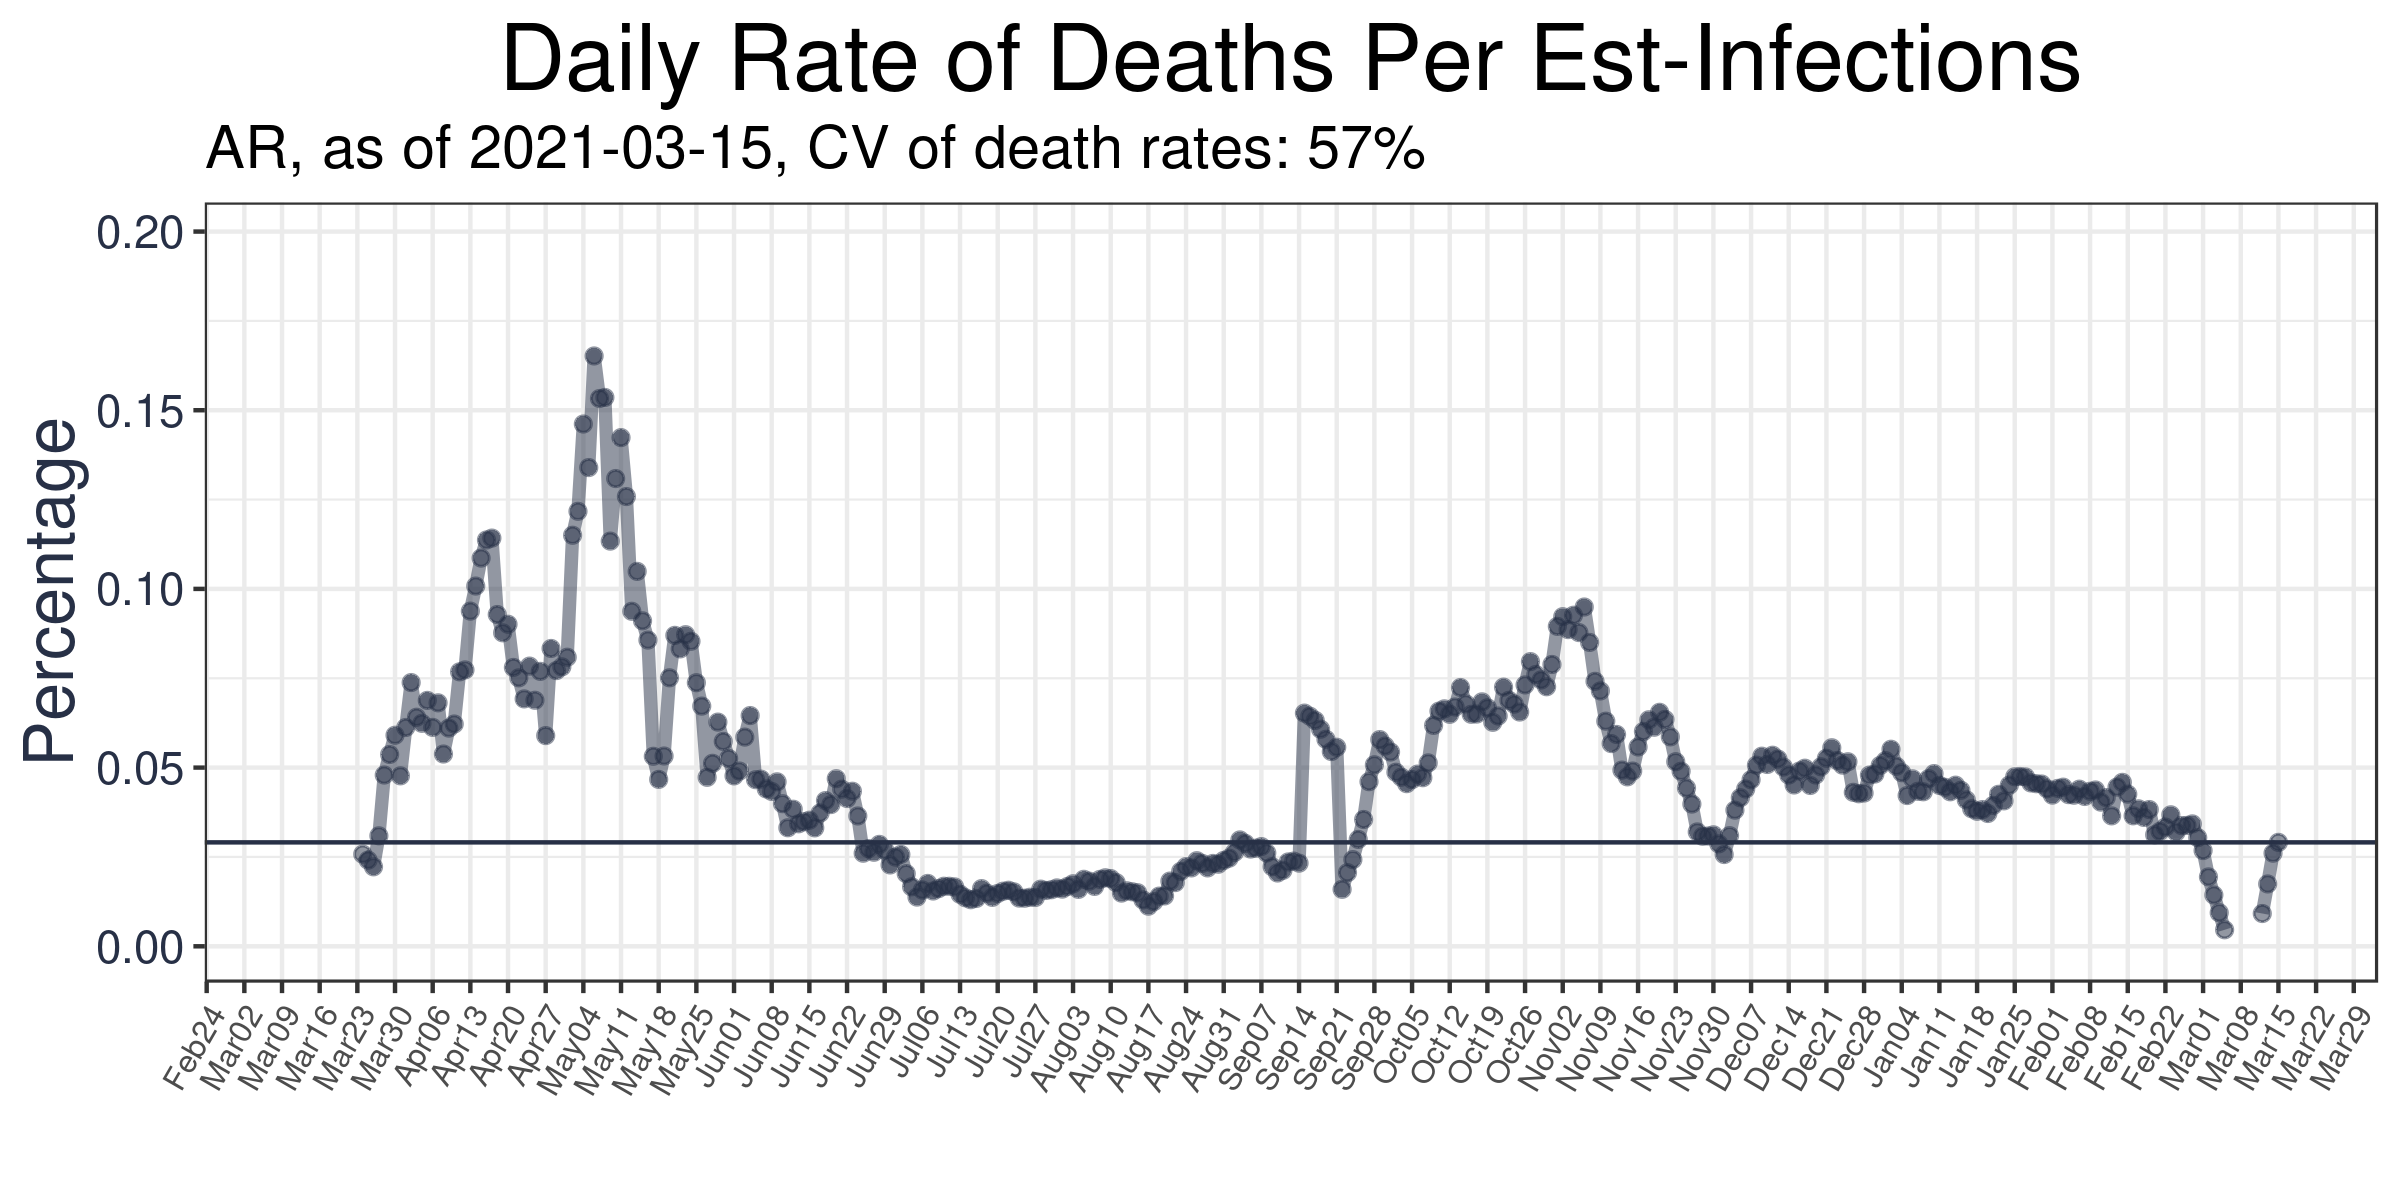 Daily Rate of Deaths Per Est-Infections
AR, as of 2021-03-15, CV of death rates: 57%
Percentage
0.20
0.15
0.10
0.05
0.00
Feb24
Mar02
Mar09
Mar16
Mar23
Mar30
Apr06
Apr13
Apr20
Apr27
May04
May11
May18
May25
Jun01
Jun08
Jun15
Jun22
Jun29
Jul06
Jul13
Jul20
Jul27
Aug03
Aug10
Aug17
Aug24
Aug31
Sep07
Sep14
Sep21
Sep28
Oct05
Oct12
Oct19
Oct26
Nov02
Nov09
Nov16
Nov23
Nov30
Dec07
Dec14
Dec21
Dec28
Jan04
Jan11
Jan18
Jan25
Feb01
Feb08
Feb15
Feb22
Mar01
Mar08
Mar15
Mar22
Mar29